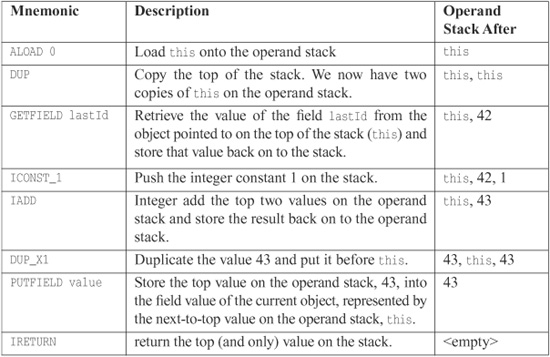 Mnemonic Description Operand
Stack After
ALOAD 0 Load this onto the operand stack this
DUP Copy the top of the stack. We now have two this, this
copies of this on the operand stack.
GETFIELD lastId Retrieve the value of the field lastId from the this, 42
object pointed to on the top of the stack (this) and
store that value back on to the stack.
ICONST_1 Push the integer constant 1 on the stack. this, 42, 1
IADD Integer add the top two values on the operand this, 43
stack and store the result back on to the operand
stack.
DUP_X1 Duplicate the value 43 and put it before this. 43, this, 43
PUTFIELD value Store the top value on the operand stack, 43, into 43
the field value of the current object, represented by
the next-to-top value on the operand stack, this.
IRETURN return the top (and only) value on the stack. <empty>